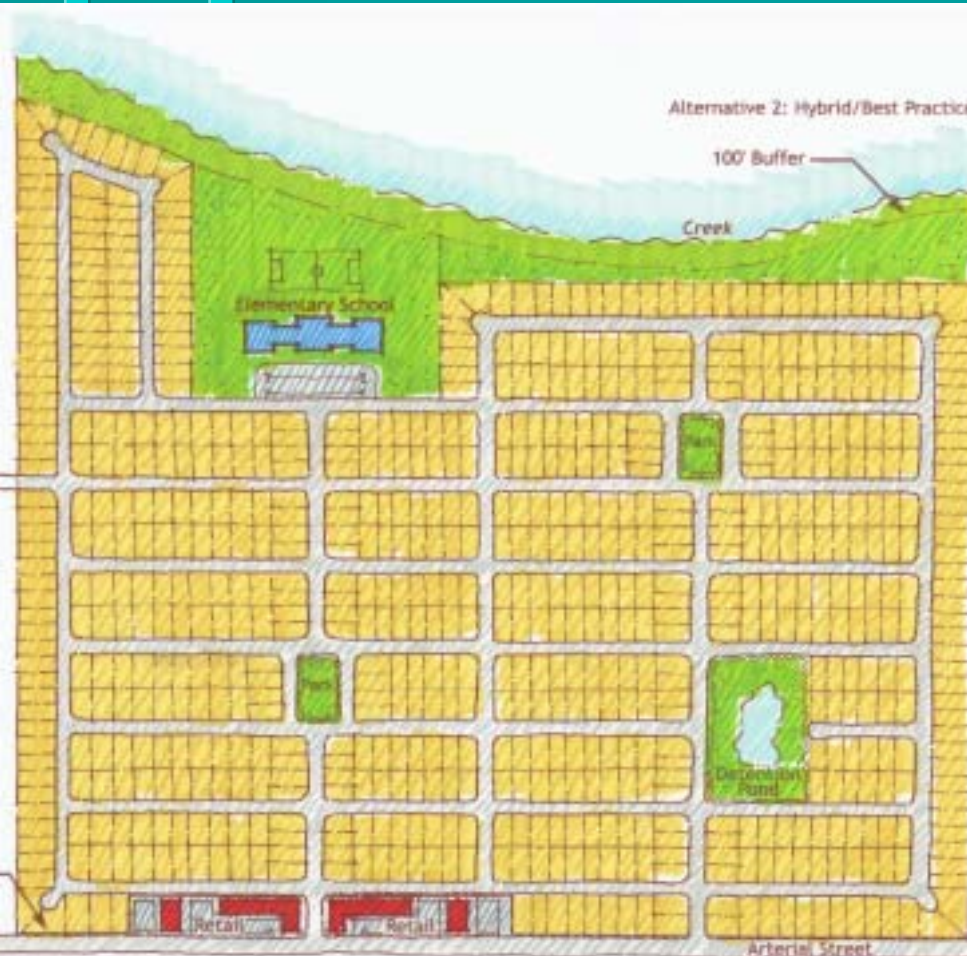 Alternative 2: Hybrid/Best Practice
100' Buffer
Creek
Elementary School
Park
Park
Detention
Pond
Retail
Retail
Arterial Street